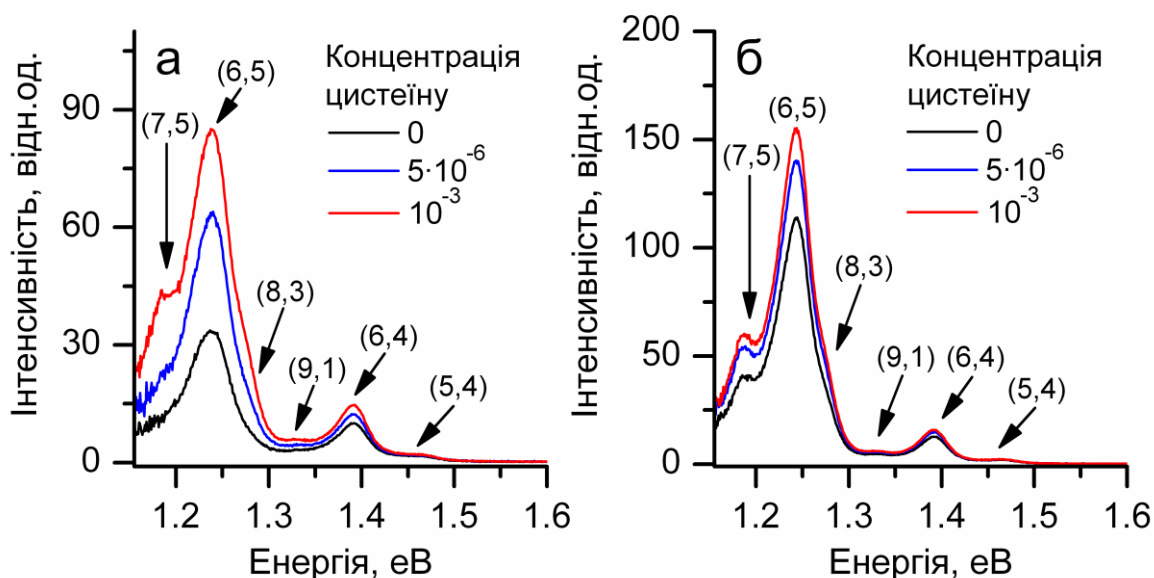 а
Концентрація
цистеїну
0
5·10⁻⁶
10⁻³
(7,5)
(6,5)
(8,3)
(9,1)
(6,4)
(5,4)
Інтенсивність, відн.од.
90
60
30
0
1.2 1.3 1.4 1.5 1.6
Енергія, еВ
б
Концентрація
цистеїну
0
5·10⁻⁶
10⁻³
(6,5)
(7,5)
(8,3)
(9,1)
(6,4)
(5,4)
Інтенсивність, відн.од.
200
150
100
50
0
1.2 1.3 1.4 1.5 1.6
Енергія, еВ